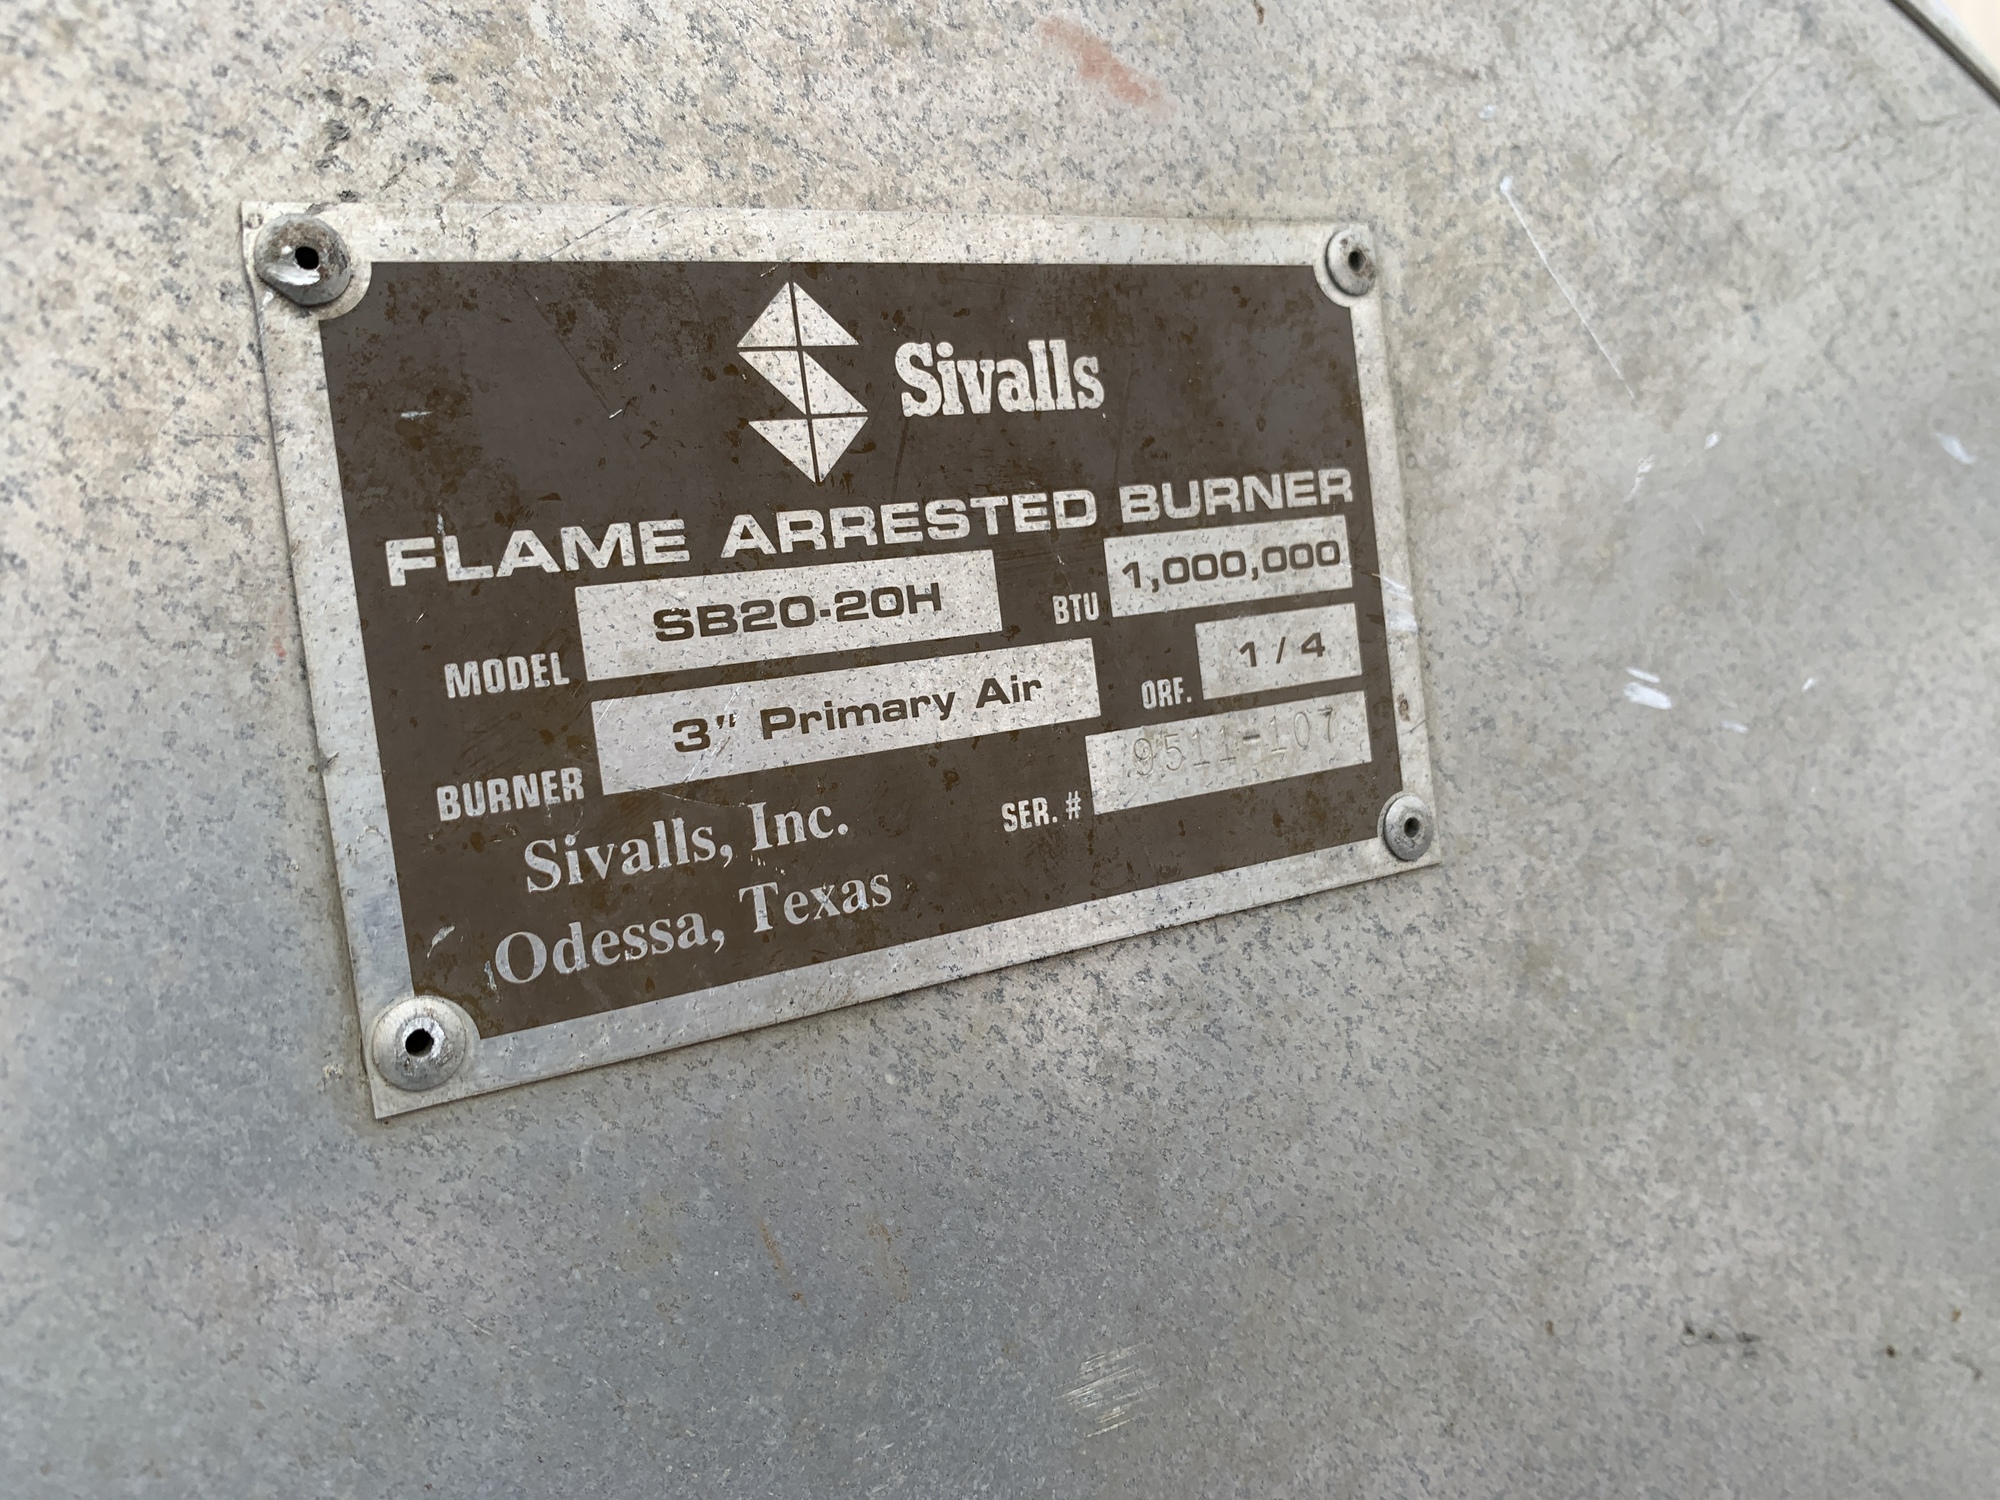 Sivalls
FLAME ARRESTED BURNER
MODEL SB20-20H BTU 1,000,000
BURNER 3" Primary Air ORF. 1/4
SER. # 9511-107
Sivalls, Inc.
Odessa, Texas